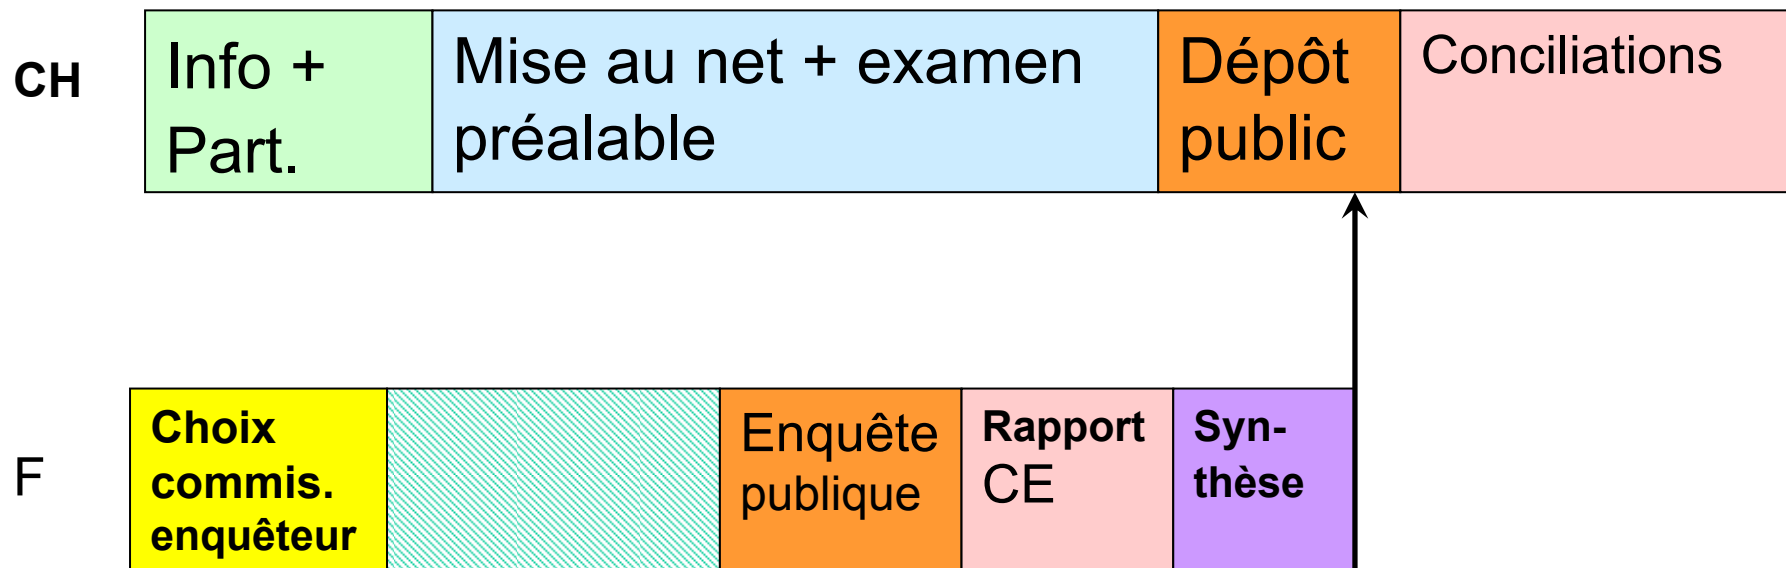 CH
Info +
Part.
Mise au net + examen
préalable
Dépôt
public
Conciliations
F
Choix
commis.
enquêteur
Enquête
publique
Rapport
CE
Syn-
thèse